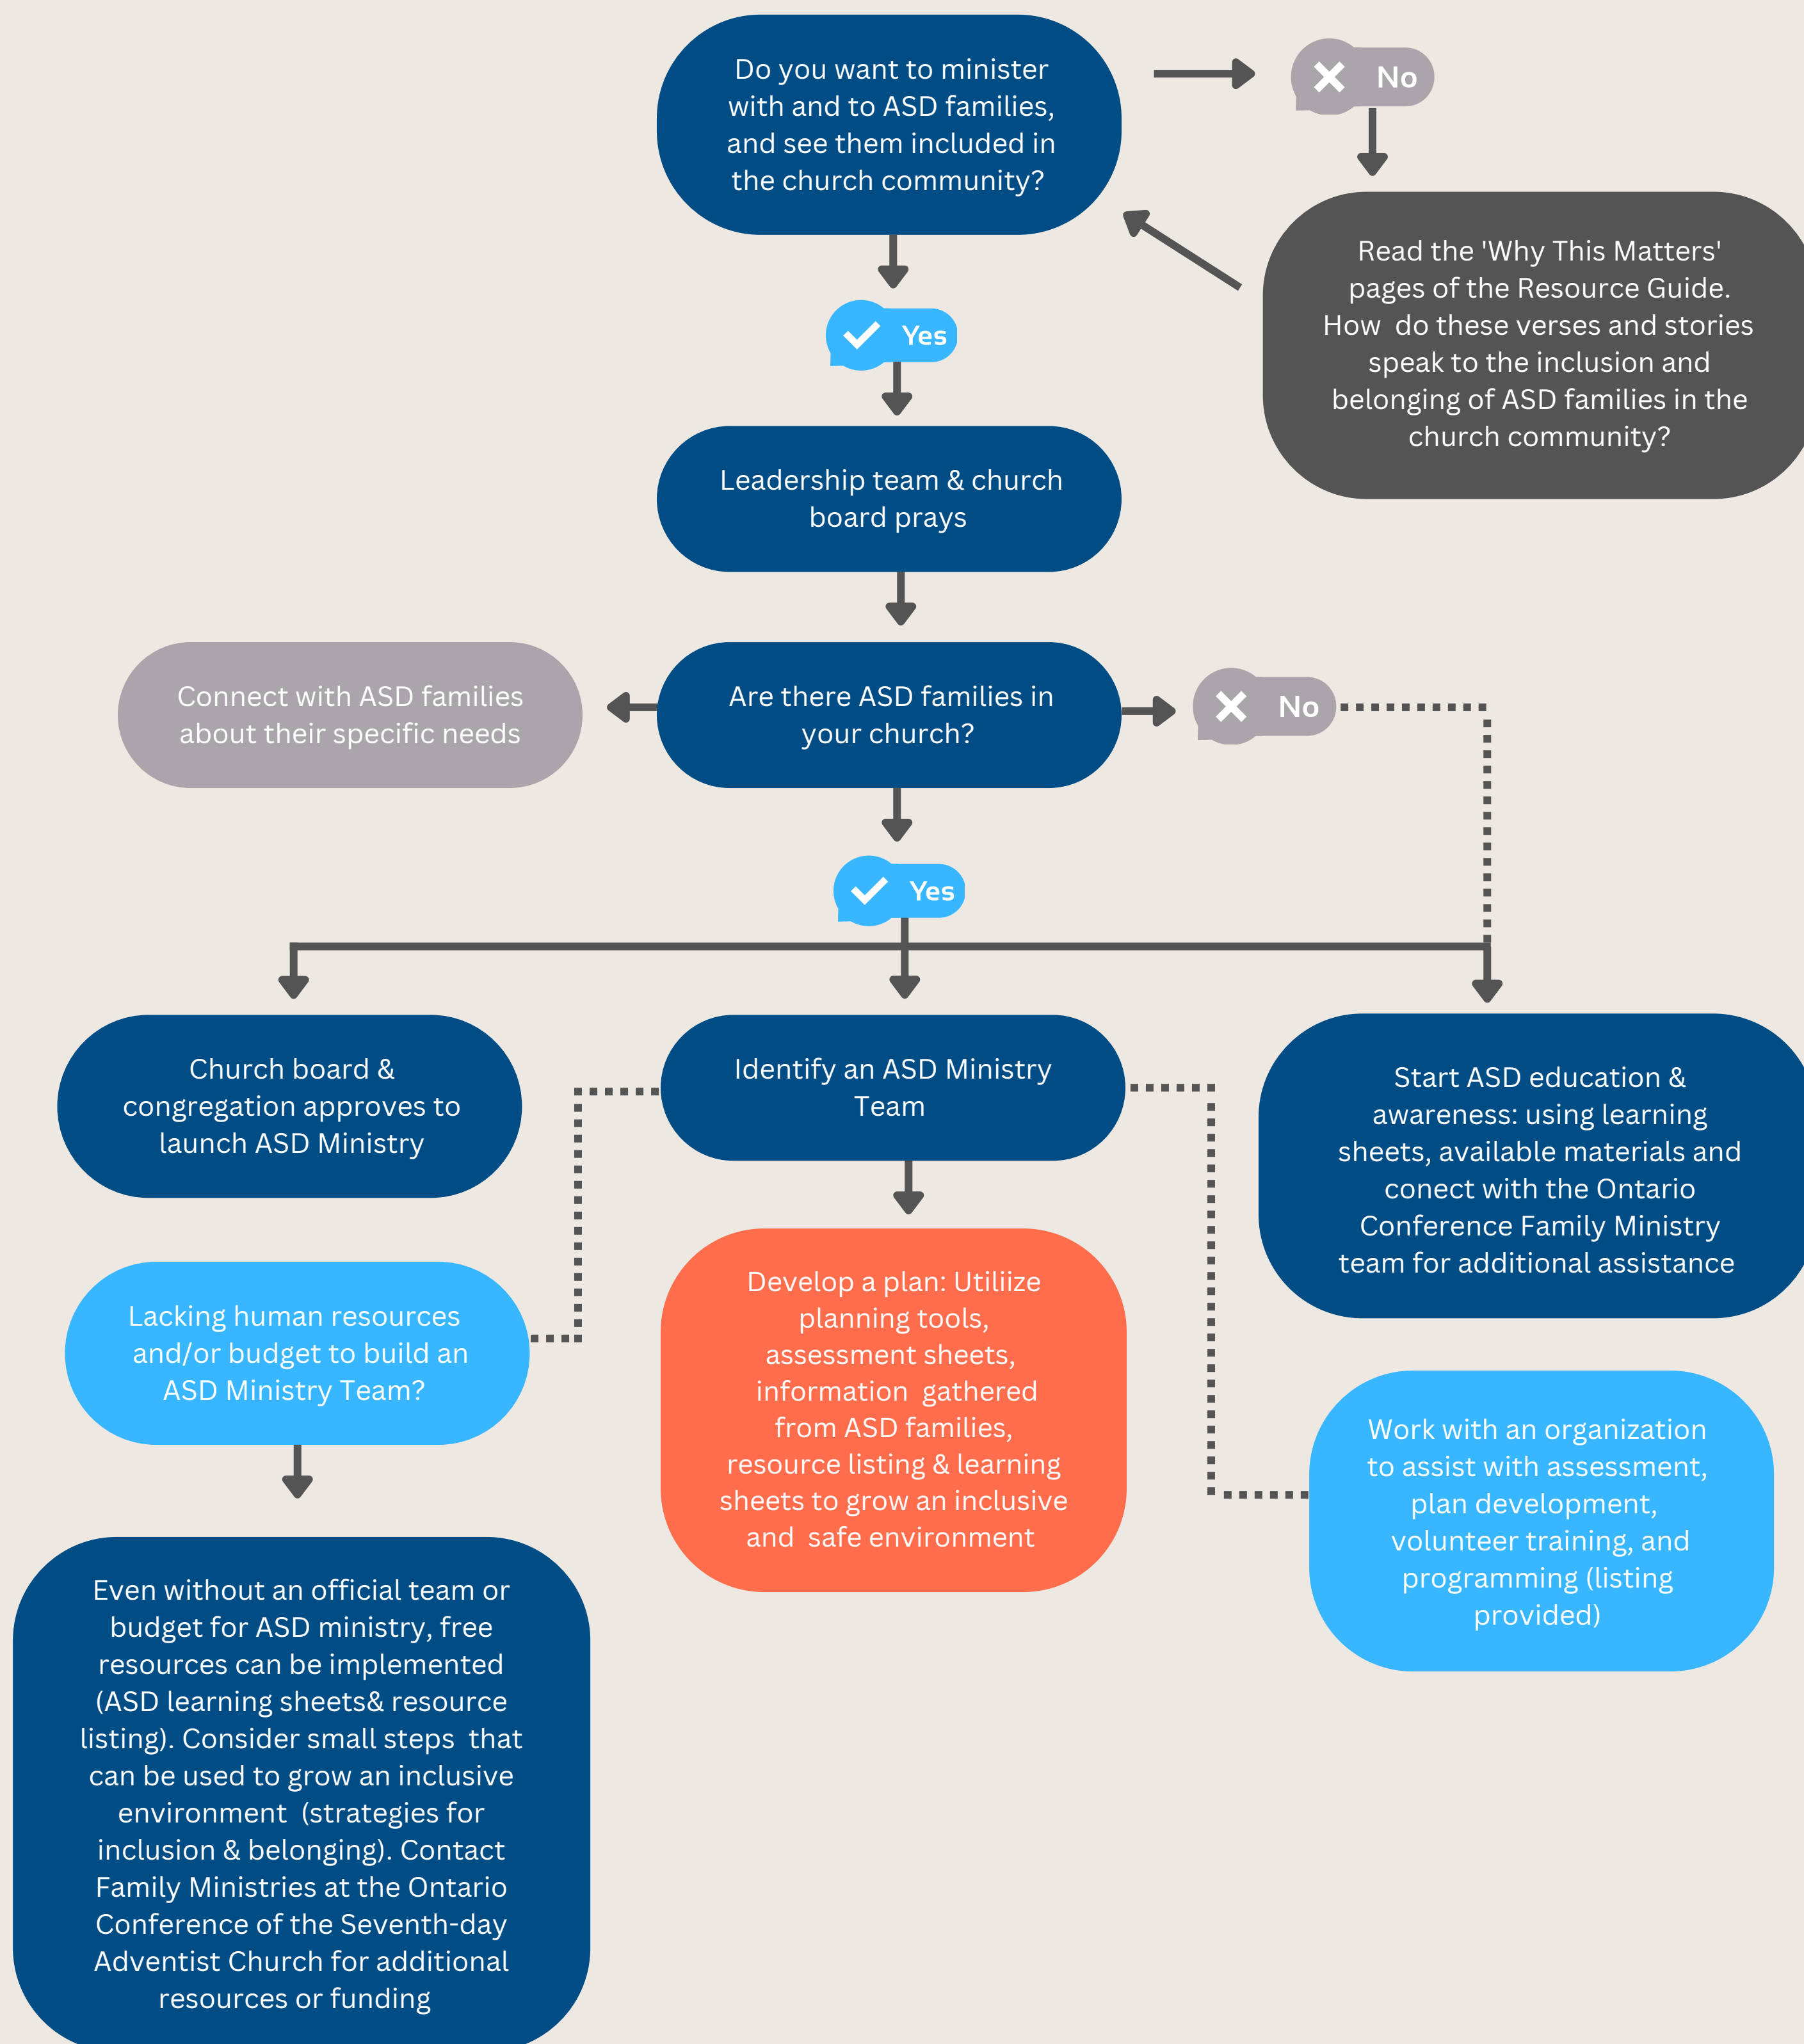 Do you want to minister
with and to ASD families,
and see them included in
the church community?
No
Read the 'Why This Matters'
pages of the Resource Guide.
How do these verses and stories
speak to the inclusion and
belonging of ASD families in the
church community?
Yes
Leadership team & church
board prays
Connect with ASD families
about their specific needs
Are there ASD families in
your church?
No
Yes
Church board &
congregation approves to
launch ASD Ministry
Identify an ASD Ministry
Team
Start ASD education &
awareness: using learning
sheets, available materials and
conect with the Ontario
Conference Family Ministry
team for additional assistance
Lacking human resources
and/or budget to build an
ASD Ministry Team?
Develop a plan: Utiliize
planning tools,
assessment sheets,
information gathered
from ASD families,
resource listing & learning
sheets to grow an inclusive
and safe environment
Work with an organization
to assist with assessment,
plan development,
volunteer training, and
programming (listing
provided)
Even without an official team or
budget for ASD ministry, free
resources can be implemented
(ASD learning sheets& resource
listing). Consider small steps that
can be used to grow an inclusive
environment (strategies for
inclusion & belonging). Contact
Family Ministries at the Ontario
Conference of the Seventh-day
Adventist Church for additional
resources or funding